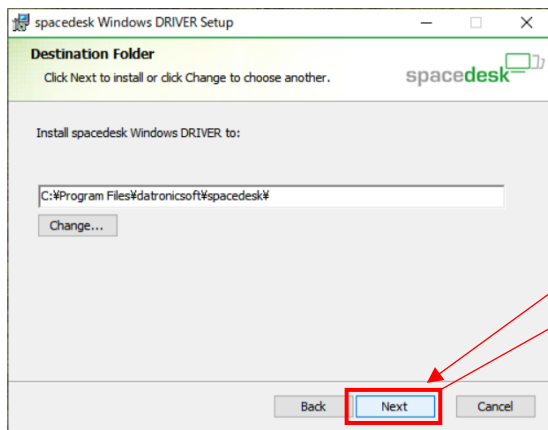 spacedesk Windows DRIVER Setup
Destination Folder
Click Next to install or click Change to choose another.
spacedesk
Install spacedesk Windows DRIVER to:
C:¥Program Files¥datronicsoft¥spacedesk¥
Change...
Back Next Cancel